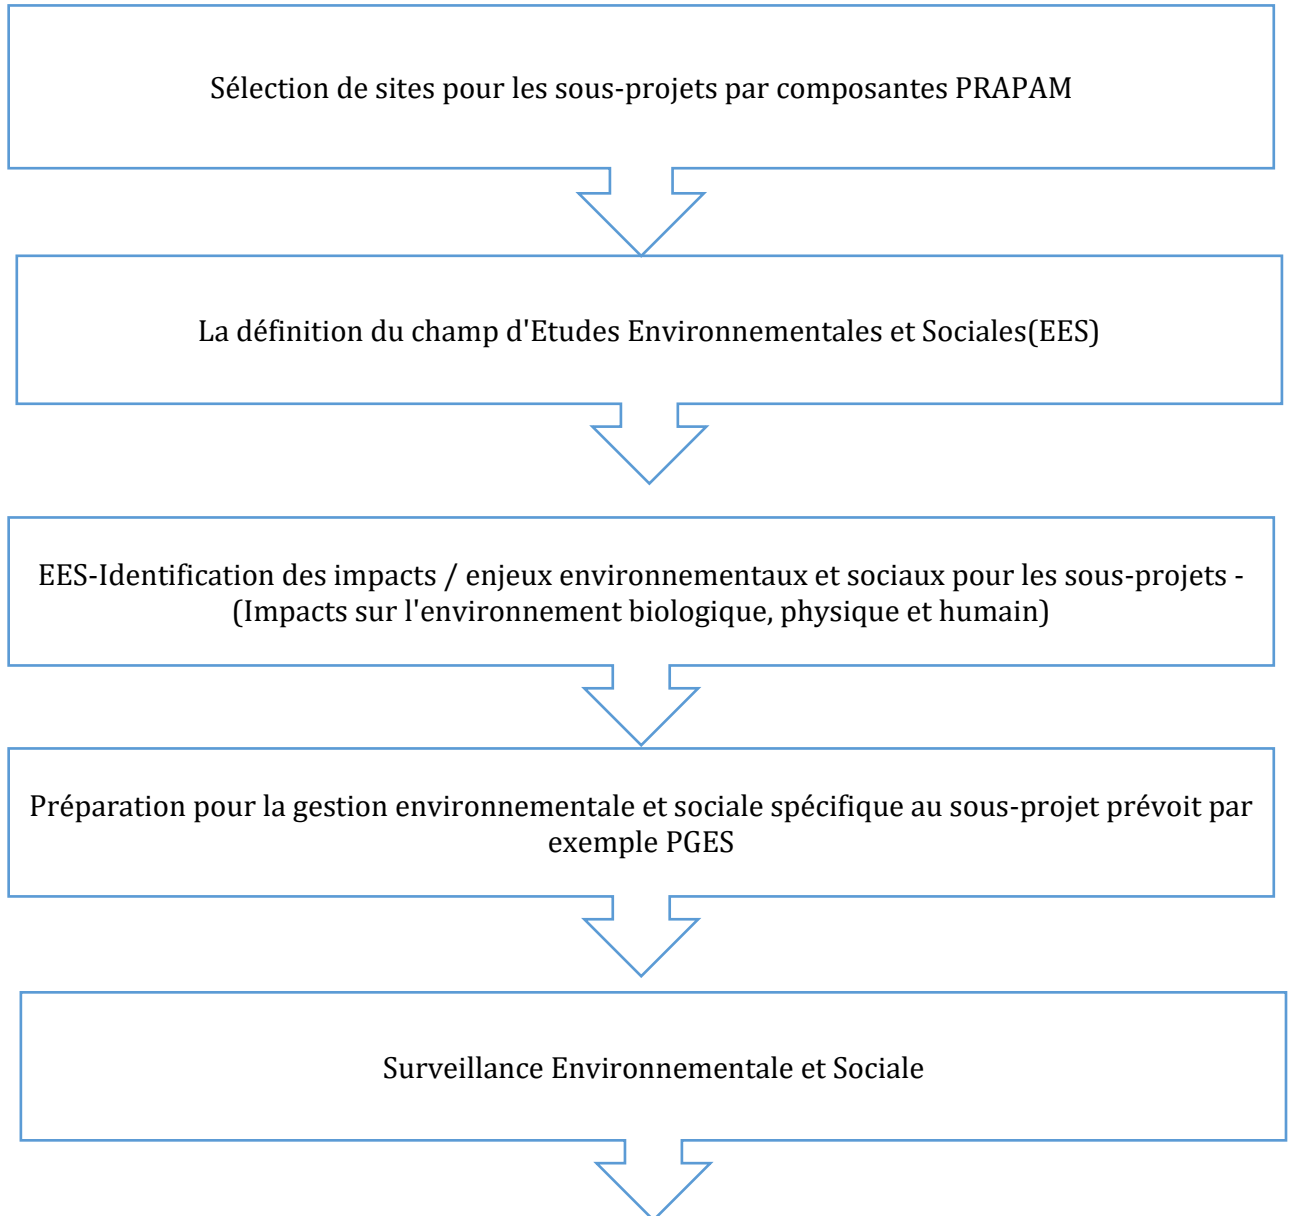 Sélection de sites pour les sous-projets par composantes PRAPAM
La définition du champ d'Etudes Environnementales et Sociales(EES)
EES-Identification des impacts / enjeux environnementaux et sociaux pour les sous-projets -
(Impacts sur l'environnement biologique, physique et humain)
Préparation pour la gestion environnementale et sociale spécifique au sous-projet prévoit par
exemple PGES
Surveillance Environnementale et Sociale